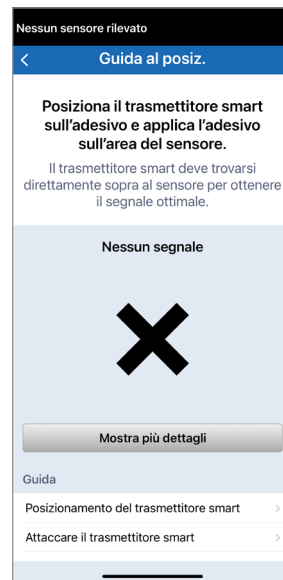 Nessun sensore rilevato
Guida al posiz.
Posiziona il trasmettitore smart
sull'adesivo e applica l'adesivo
sull'area del sensore.
Il trasmettitore smart deve trovarsi
direttamente sopra al sensore per ottenere
il segnale ottimale.
Nessun segnale
Mostra più dettagli
Guida
Posizionamento del trasmettitore smart
Attaccare il trasmettitore smart